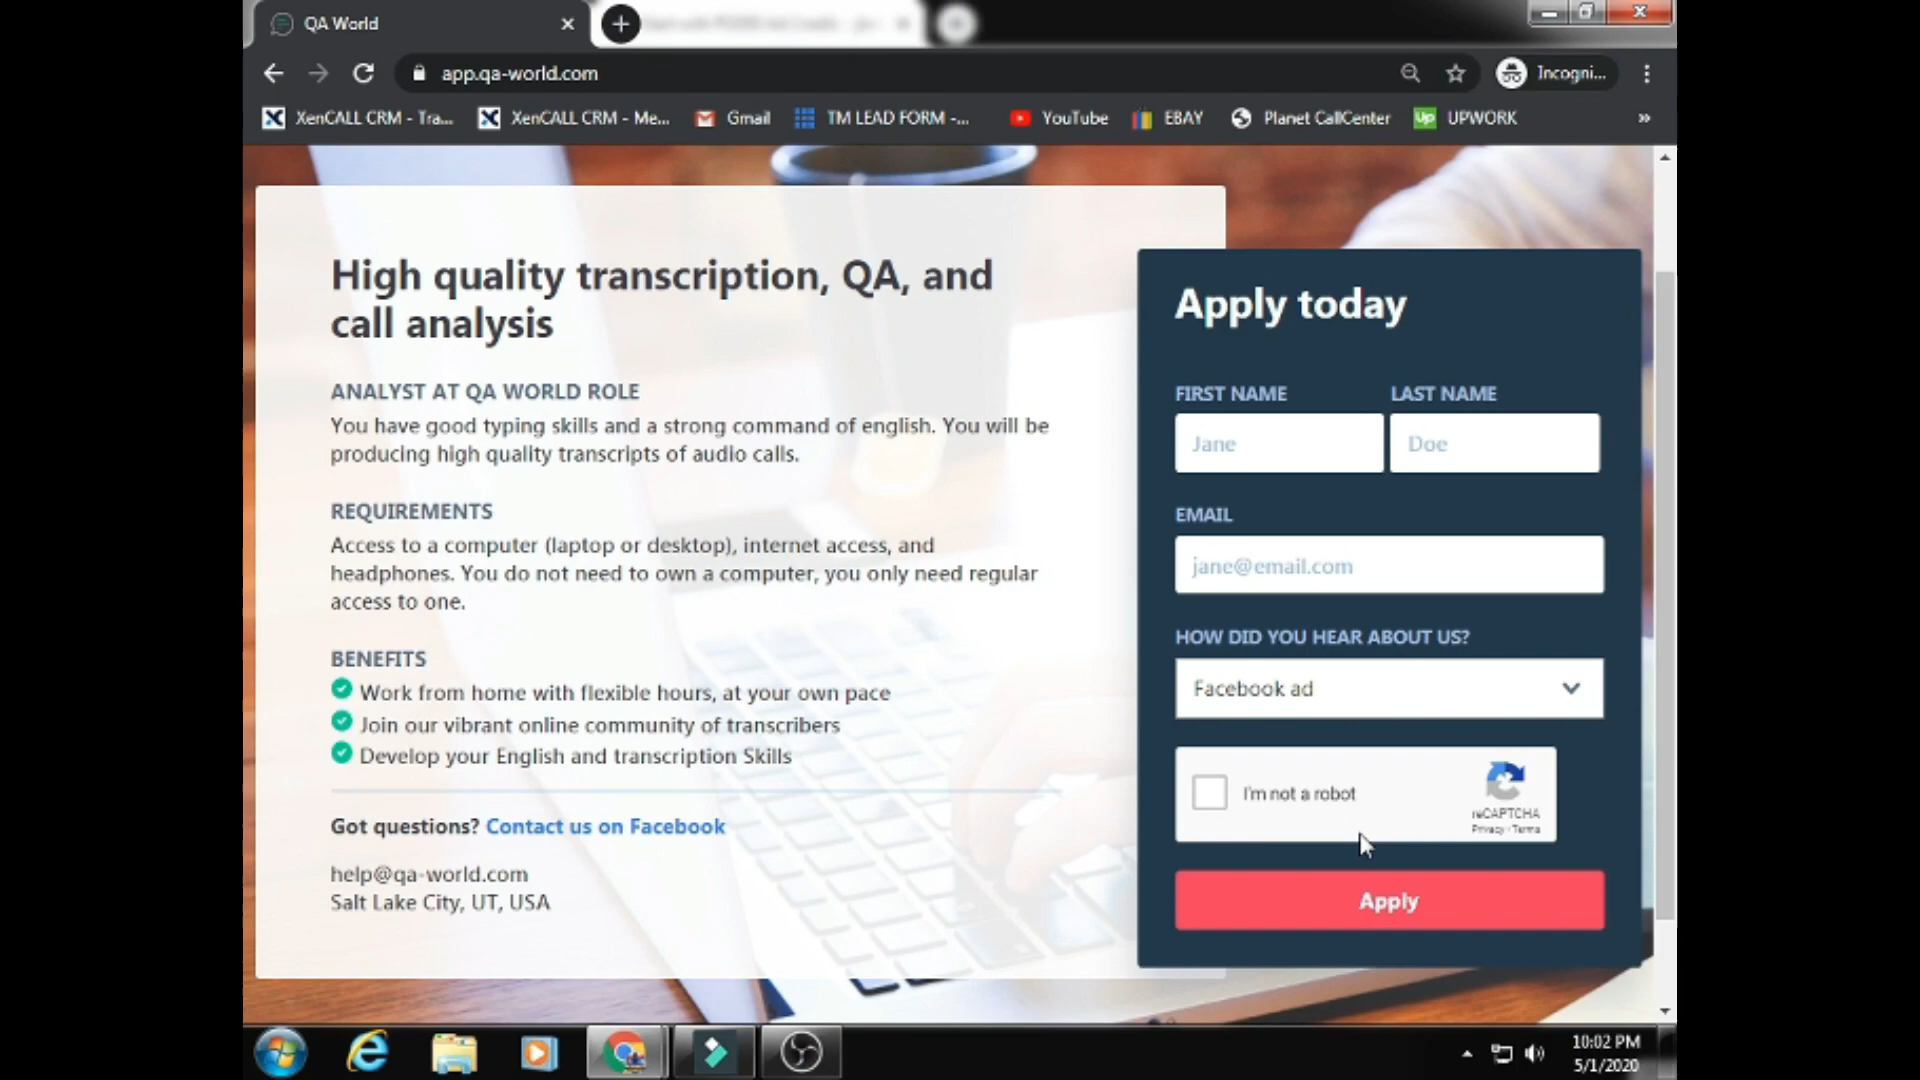 QA World
app.qa-world.com
Incogni...
XenCALL CRM - Tra...
XenCALL CRM - Me...
Gmail
TM LEAD FORM -...
YouTube
EBAY
Planet CallCenter
Up
UPWORK
»
High quality transcription, QA, and
call analysis
ANALYST AT QA WORLD ROLE
You have good typing skills and a strong command of english. You will be
producing high quality transcripts of audio calls.
REQUIREMENTS
Access to a computer (laptop or desktop), internet access, and
headphones. You do not need to own a computer, you only need regular
access to one.
BENEFITS
Work from home with flexible hours, at your own pace
Join our vibrant online community of transcribers
Develop your English and transcription Skills
Got questions? Contact us on Facebook
help@qa-world.com
Salt Lake City, UT, USA
Apply today
FIRST NAME
LAST NAME
Jane
Doe
EMAIL
jane@email.com
HOW DID YOU HEAR ABOUT US?
Facebook ad
I'm not a robot
reCAPTCHA
Privacy - Terms
Apply
10:02 PM
5/1/2020